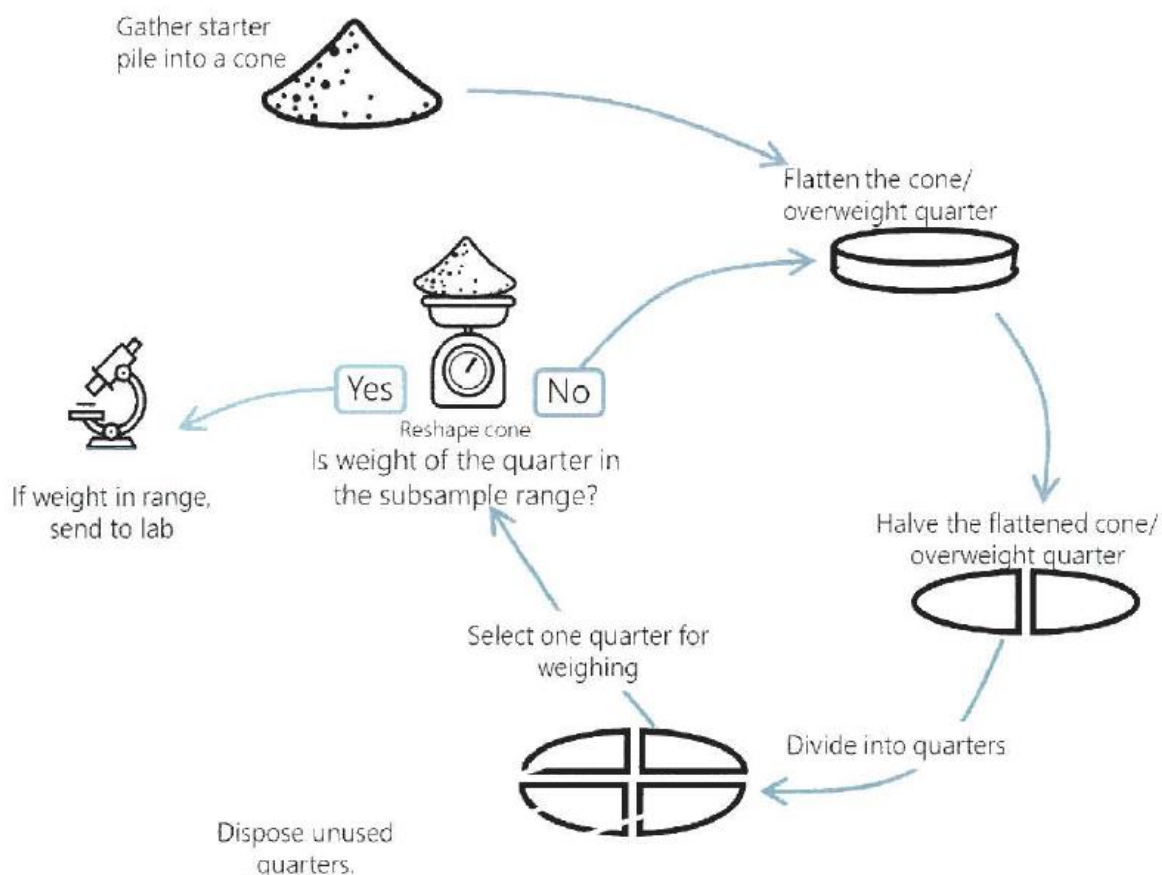 Gather starter
pile into a cone
Flatten the cone/
overweight quarter
Yes
No
Reshape cone
Is weight of the quarter in
the subsample range?
If weight in range,
send to lab
Halve the flattened cone/
overweight quarter
Select one quarter for
weighing
Divide into quarters
Dispose unused
quarters.